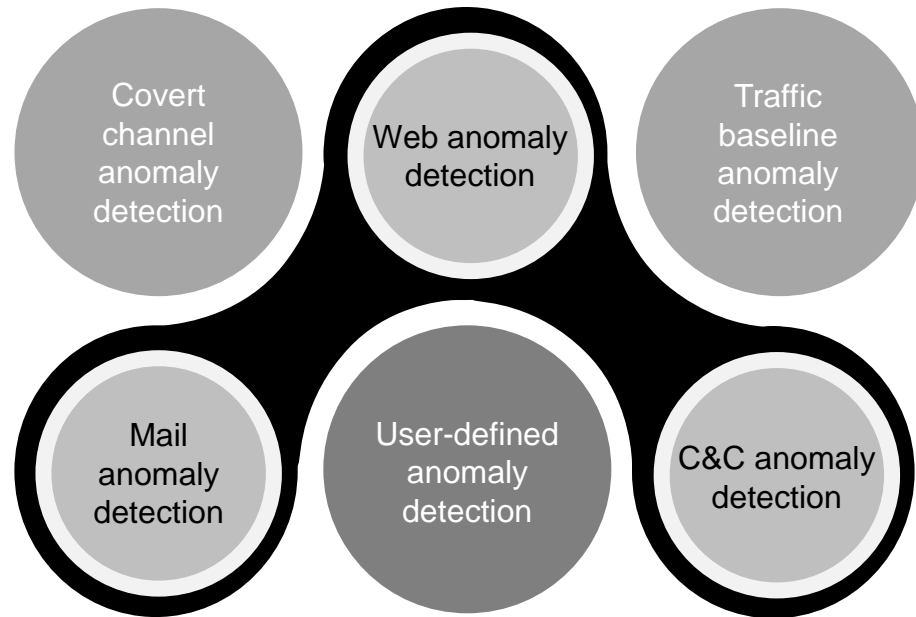 Covert
channel
anomaly
detection
Web anomaly
detection
Traffic
baseline
anomaly
detection
Mail
anomaly
detection
User-defined
anomaly
detection
C&C anomaly
detection